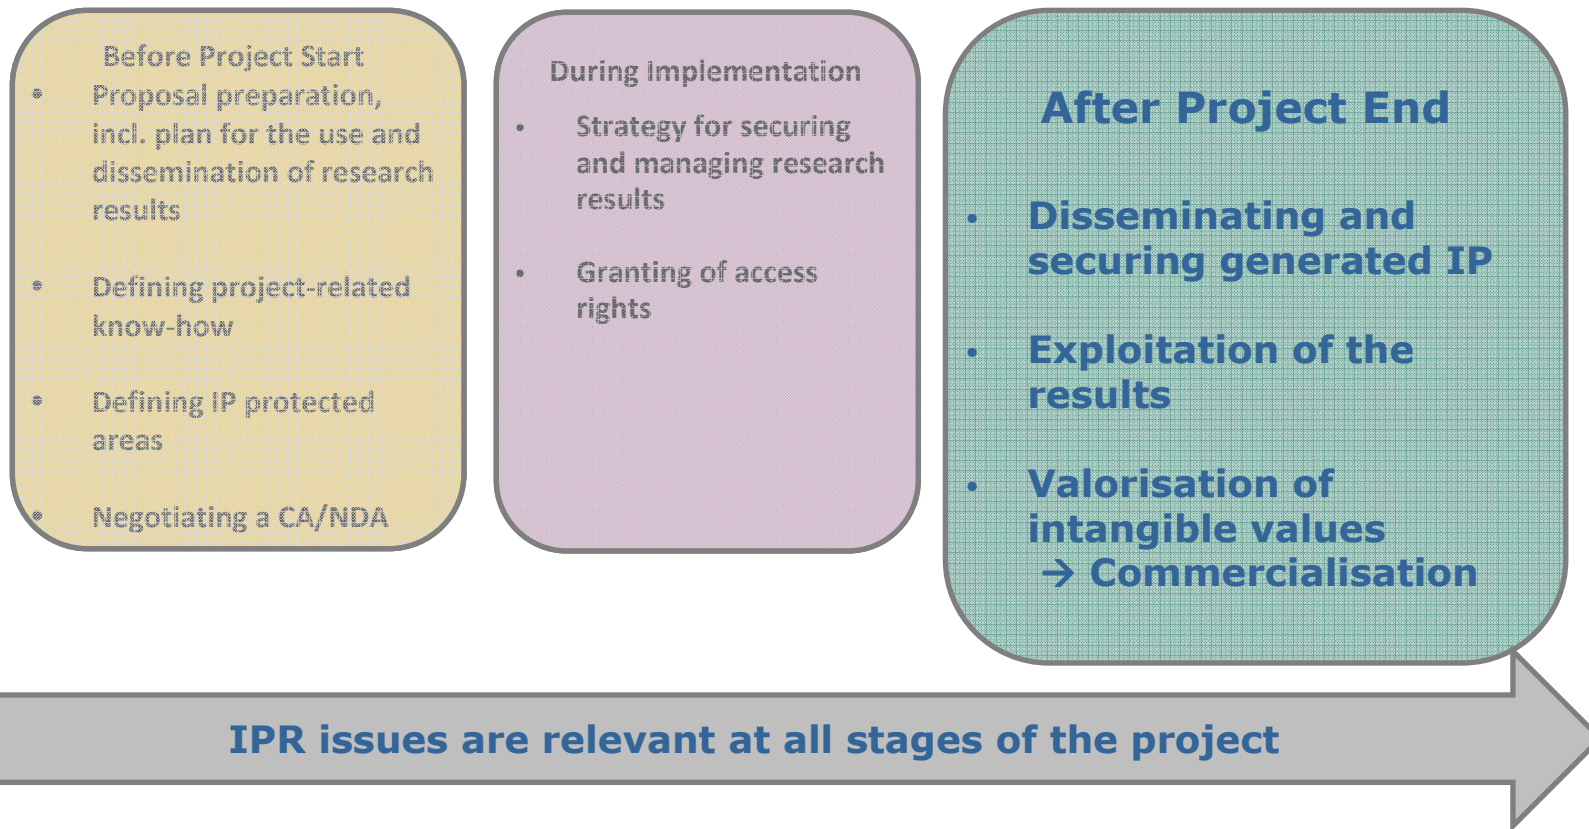 Before Project Start
• Proposal preparation,
incl. plan for the use and
dissemination of research
results
• Defining project-related
know-how
• Defining IP protected
areas
• Negotiating a CA/NDA
During Implementation
• Strategy for securing
and managing research
results
• Granting of access
rights
After Project End
• Disseminating and
securing generated IP
• Exploitation of the
results
• Valorisation of
intangible values
→ Commercialisation
IPR issues are relevant at all stages of the project